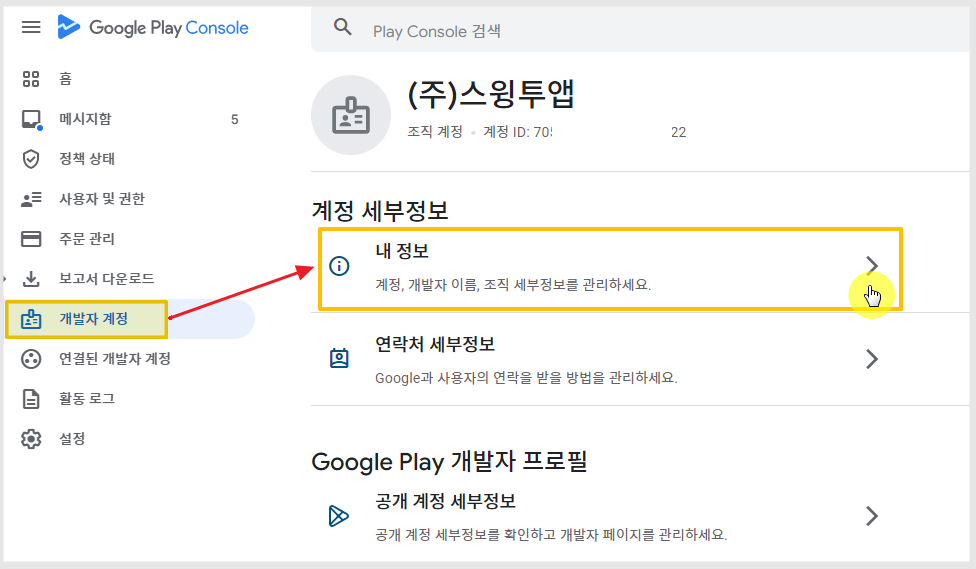 Google Play Console
Play Console 검색
홈
메시지함 5
정책 상태
사용자 및 권한
주문 관리
보고서 다운로드
개발자 계정
연결된 개발자 계정
활동 로그
설정
(주)스윙투앱
조직 계정 • 계정 ID: 705 22
계정 세부정보
내 정보
계정, 개발자 이름, 조직 세부정보를 관리하세요.
연락처 세부정보
Google과 사용자의 연락을 받을 방법을 관리하세요.
Google Play 개발자 프로필
공개 계정 세부정보
공개 계정 세부정보를 확인하고 개발자 페이지를 관리하세요.